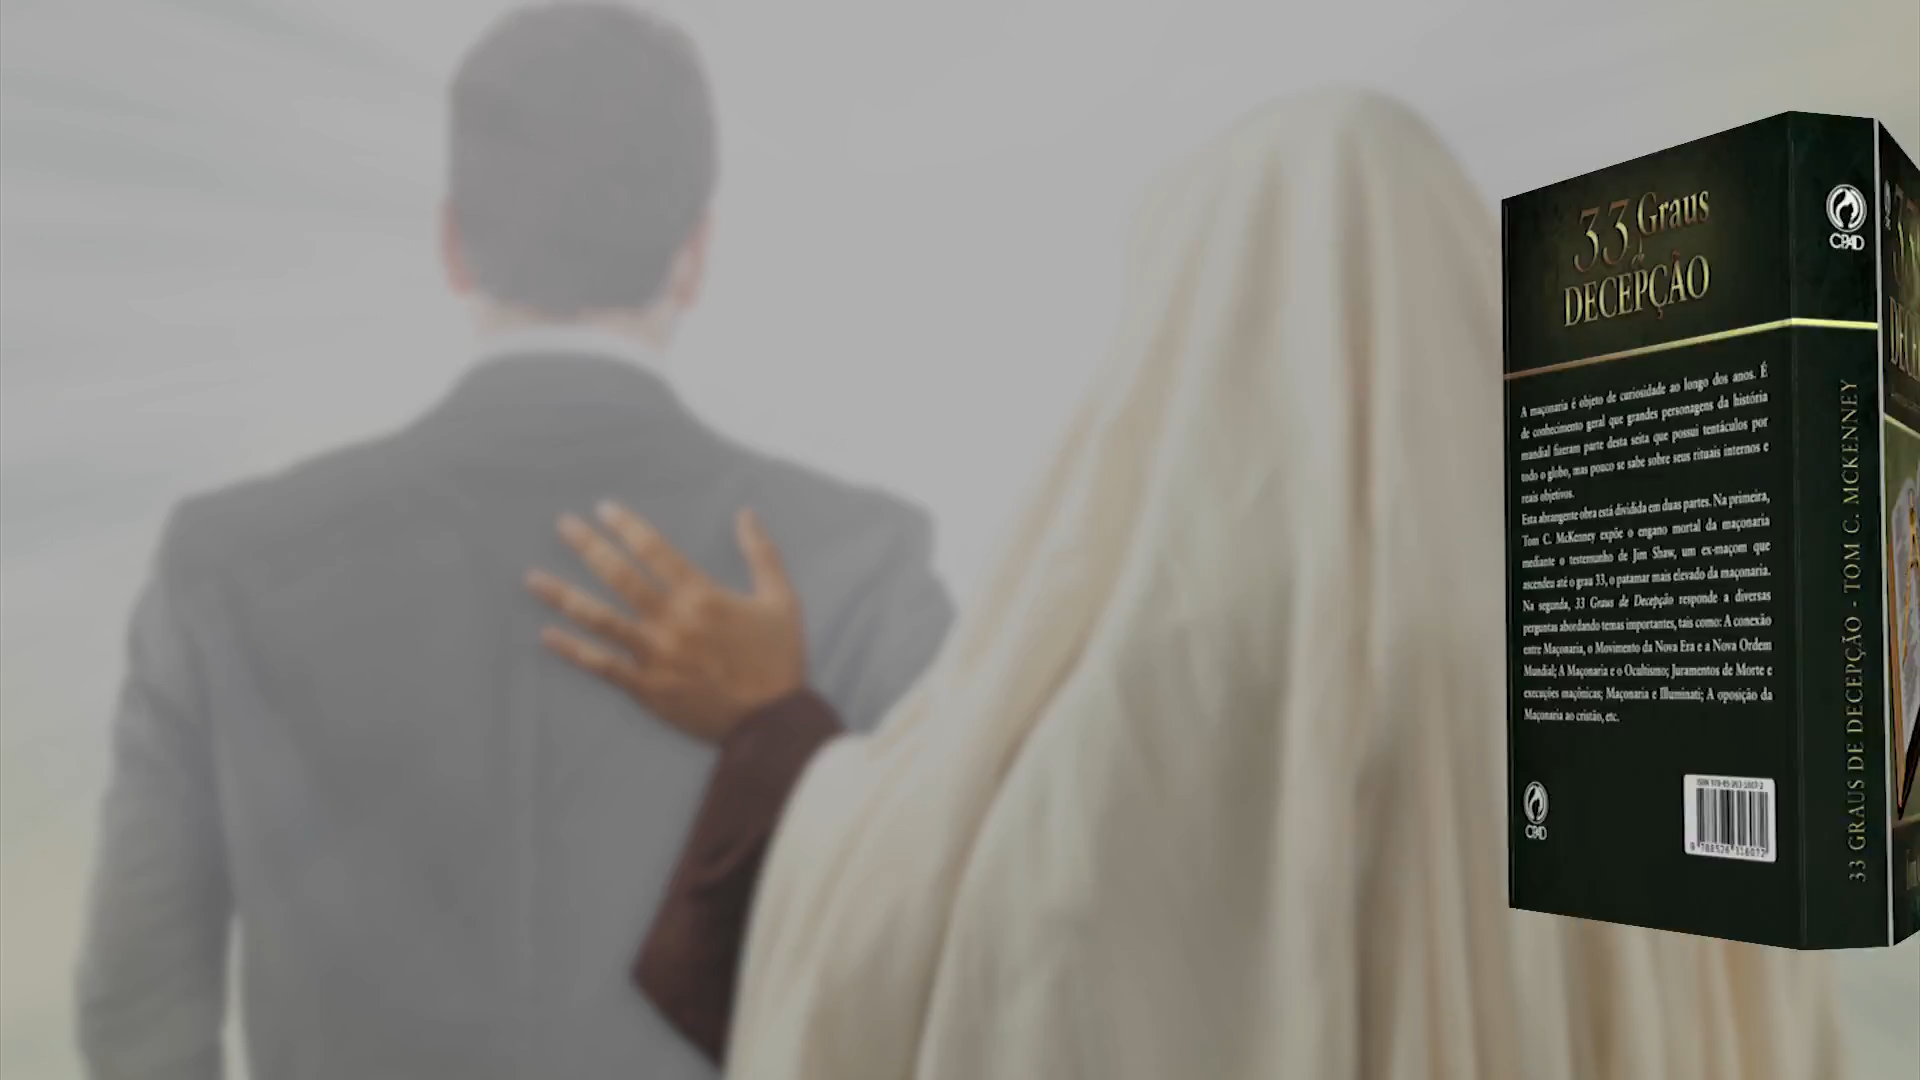 33 Graus
de
DECEPÇÃO
A maçonaria é objeto de curiosidade ao longo dos anos. É
de conhecimento geral que grandes personagens da história
mundial fizeram parte desta seita que possui tentáculos por
todo o globo, mas pouco se sabe sobre seus rituais internos e
reais objetivos.
Esta abrangente obra está dividida em duas partes. Na primeira,
Tom C. McKenney expõe o engano mortal da maçonaria
mediante o testemunho de Jim Shaw, um ex-maçom que
ascendeu até o grau 33, o patamar mais elevado da maçonaria.
Na segunda, 33 Graus de Decepção responde a diversas
perguntas abordando temas importantes, tais como: A conexão
entre Maçonaria, o Movimento da Nova Era e a Nova Ordem
Mundial; A Maçonaria e o Ocultismo; Juramentos de Morte e
execuções maçônicas; Maçonaria e Illuminati; A oposição da
Maçonaria ao cristão, etc.
CPAD
CPAD
33 GRAUS DE DECEPÇÃO - TOM C. MCKENNEY